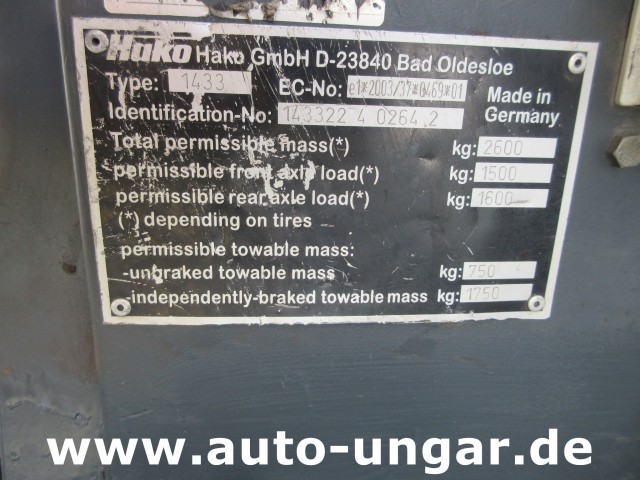 Hako Hako GmbH D-23840 Bad Oldesloe
Type: 1433 EC-No: e1*2003/37*0469*01
Identification-No: 143322 4 0264 2
Made in
Germany
Total permissible mass(*) kg: 2600
permissible front axle load(*) kg: 1500
permissible rear axle load(*) kg: 1600
(*) depending on tires
permissible towable mass:
-unbraked towable mass kg: 750
-independently-braked towable mass kg: 1750
www.auto-ungar.de